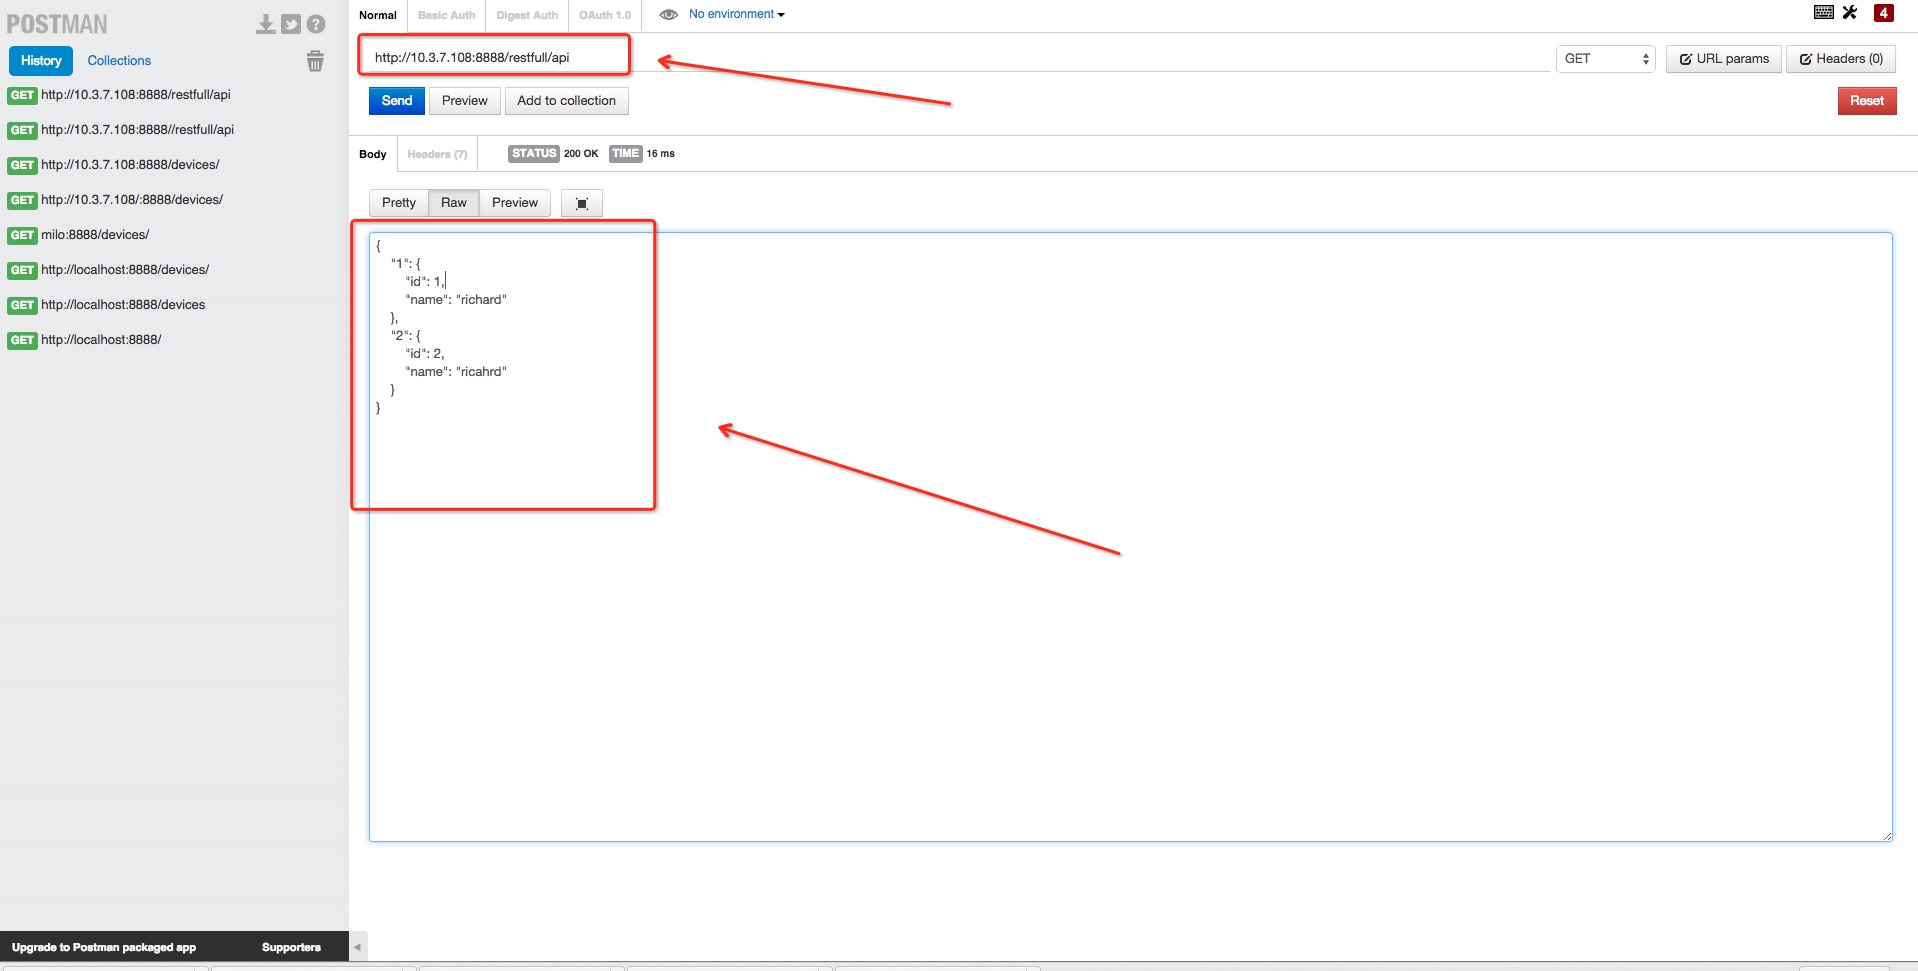 POSTMAN
History Collections
GET http://10.3.7.108:8888/restfull/api
GET http://10.3.7.108:8888//restfull/api
GET http://10.3.7.108:8888/devices/
GET http://10.3.7.108/:8888/devices/
GET milo:8888/devices/
GET http://localhost:8888/devices/
GET http://localhost:8888/devices
GET http://localhost:8888/
Upgrade to Postman packaged app Supporters
Normal Basic Auth Digest Auth OAuth 1.0 No environment 4
http://10.3.7.108:8888/restfull/api GET URL params Headers (0)
Send Preview Add to collection Reset
Body Headers (7) STATUS 200 OK TIME 16 ms
Pretty Raw Preview
{
"1": {
"id": 1,
"name": "richard"
},
"2": {
"id": 2,
"name": "ricahrd"
}
}